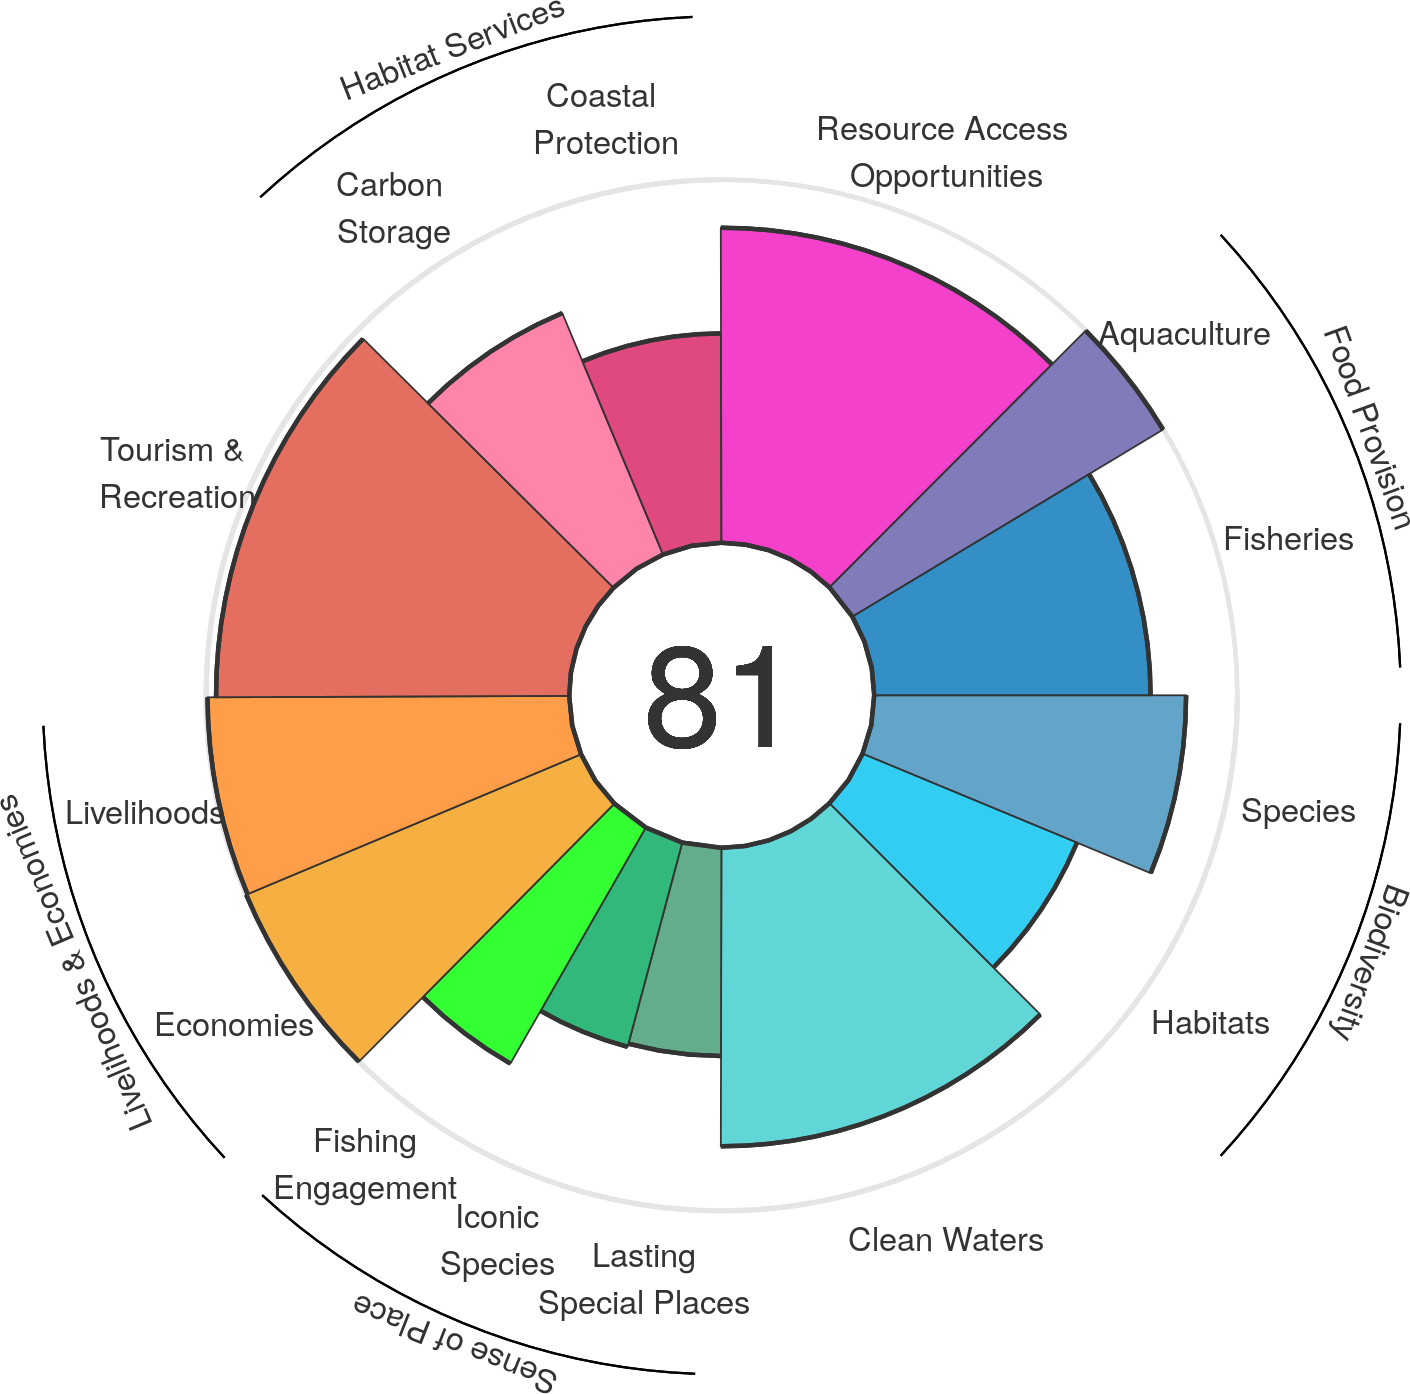 Habitat Services
Coastal
Protection
Resource Access
Opportunities
Carbon
Storage
Aquaculture
Food Provision
Tourism &
Recreation
Fisheries
81
Livelihoods
Species
Livelihoods & Economies
Biodiversity
Economies
Habitats
Fishing
Engagement
Iconic
Species
Lasting
Special Places
Clean Waters
Sense of Place